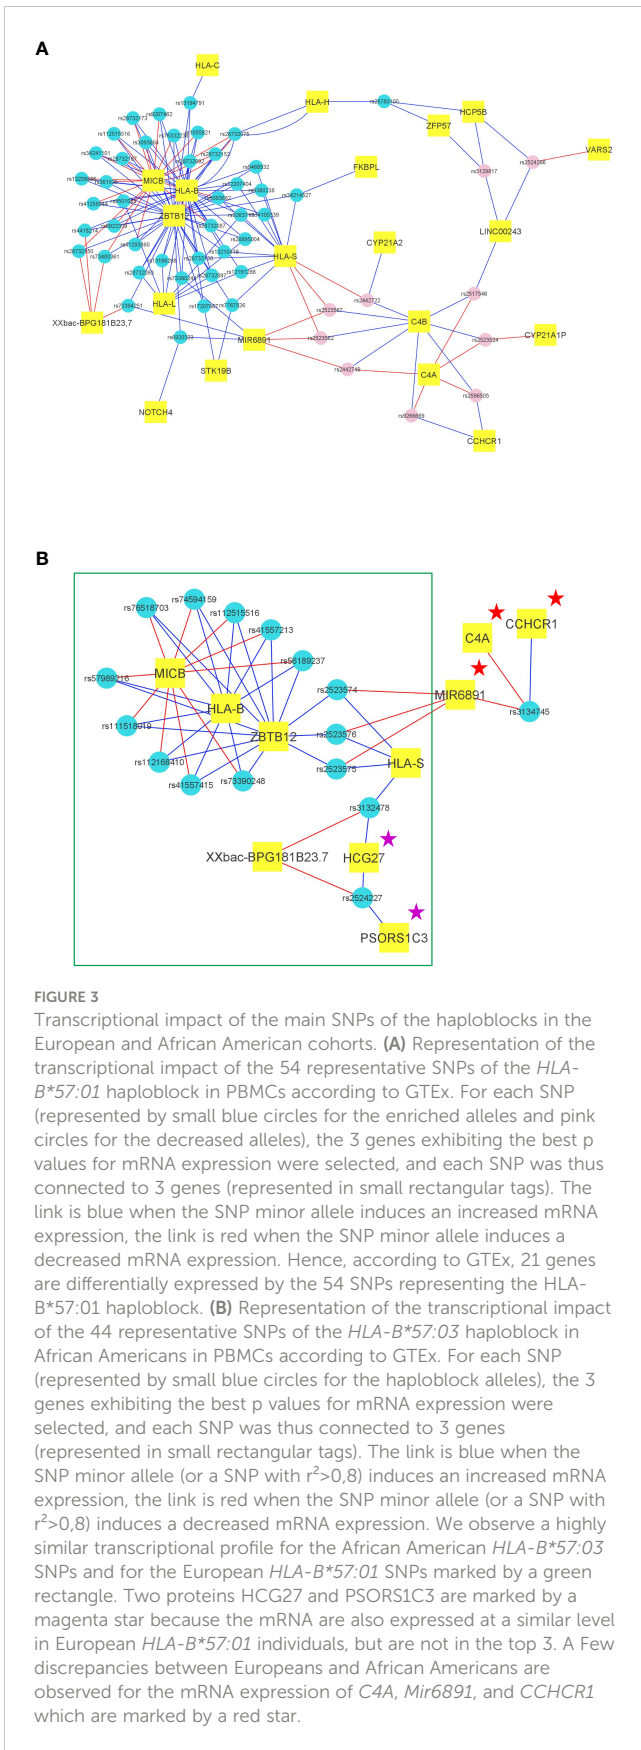 A
HLA-C
rs13194791
HLA-H
rs28780100
HCP5B
ZFP57
VARS2
rs2524266
rs3129817
rs9267462
rs28732173
rs112515516
rs28732152
FKBPL
MICB
HLA-B
ZBTB12
LINC00243
CYP21A2
HLA-S
HLA-L
rs2517546
rs2442722
rs2523567
C4B
XXbac-BPG181B23,7
MIR6891
rs2523562
rs2523524
CYP21A1P
STK19B
rs2442749
C4A
rs2596505
NOTCH4
rs9266669
CCHCR1
B
rs74594159
rs76518703
rs112515516
C4A
CCHCR1
rs41557213
rs56189237
MICB
rs57989216
rs2523574
MIR6891
HLA-B
rs3134745
rs111518919
ZBTB12
rs2523576
rs112168410
rs2523575
HLA-S
rs41557415
rs73390248
rs3132478
XXbac-BPG181B23.7
HCG27
rs2524227
PSORS1C3
FIGURE 3
Transcriptional impact of the main SNPs of the haploblocks in the
European and African American cohorts. (A) Representation of the
transcriptional impact of the 54 representative SNPs of the HLA-
B*57:01 haploblock in PBMCs according to GTEx. For each SNP
(represented by small blue circles for the enriched alleles and pink
circles for the decreased alleles), the 3 genes exhibiting the best p
values for mRNA expression were selected, and each SNP was thus
connected to 3 genes (represented in small rectangular tags). The
link is blue when the SNP minor allele induces an increased mRNA
expression, the link is red when the SNP minor allele induces a
decreased mRNA expression. Hence, according to GTEx, 21 genes
are differentially expressed by the 54 SNPs representing the HLA-
B*57:01 haploblock. (B) Representation of the transcriptional impact
of the 44 representative SNPs of the HLA-B*57:03 haploblock in
African Americans in PBMCs according to GTEx. For each SNP
(represented by small blue circles for the haploblock alleles), the 3
genes exhibiting the best p values for mRNA expression were
selected, and each SNP was thus connected to 3 genes
(represented in small rectangular tags). The link is blue when the
SNP minor allele (or a SNP with r²>0,8) induces an increased mRNA
expression, the link is red when the SNP minor allele (or a SNP with
r²>0,8) induces a decreased mRNA expression. We observe a highly
similar transcriptional profile for the African American HLA-B*57:03
SNPs and for the European HLA-B*57:01 SNPs marked by a green
rectangle. Two proteins HCG27 and PSORS1C3 are marked by a
magenta star because the mRNA are also expressed at a similar level
in European HLA-B*57:01 individuals, but are not in the top 3. A Few
discrepancies between Europeans and African Americans are
observed for the mRNA expression of C4A, Mir6891, and CCHCR1
which are marked by a red star.